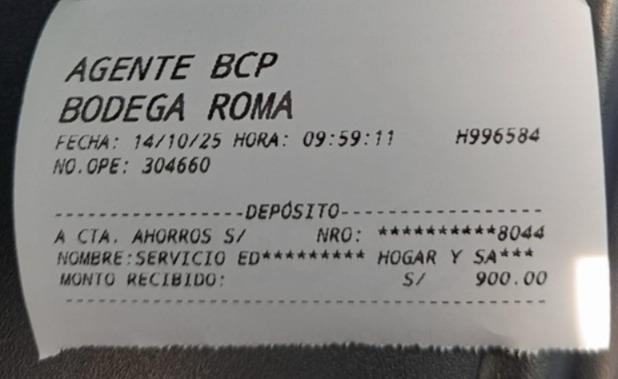 AGENTE BCP
BODEGA ROMA
FECHA: 14/10/25 HORA: 09:59:11 H996584
NO.OPE: 304660
-----------------DEPÓSITO-----------------
A CTA. AHORROS S/ NRO: **********8044
NOMBRE:SERVICIO ED********* HOGAR Y SA***
MONTO RECIBIDO: S/ 900.00
------------------------------------------